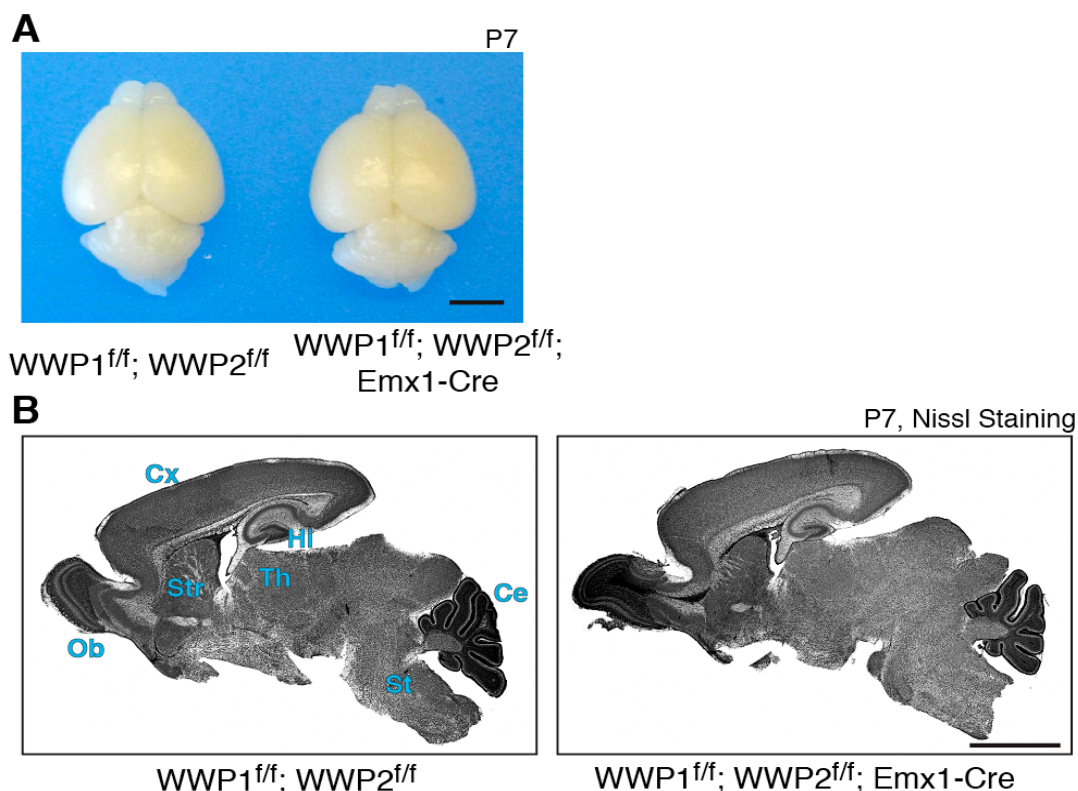 A
P7
WWP1f/f; WWP2f/f
WWP1f/f; WWP2f/f;
Emx1-Cre
B
P7, Nissl Staining
Cx
Hi
Str
Th
Ce
Ob
St
WWP1f/f; WWP2f/f
WWP1f/f; WWP2f/f; Emx1-Cre